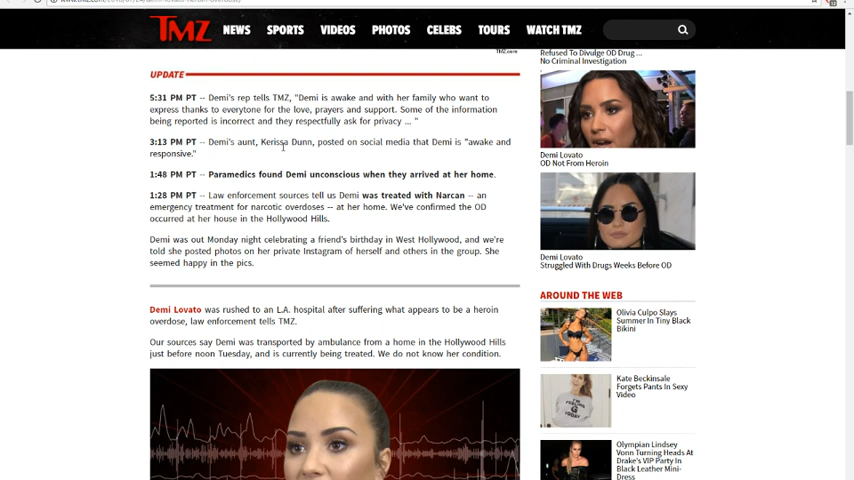 TMZ
NEWS
SPORTS
VIDEOS
PHOTOS
CELEBS
TOURS
WATCH TMZ
TMZ.com
UPDATE
5:31 PM PT -- Demi's rep tells TMZ, "Demi is awake and with her family who want to
express thanks to everytone for the love, prayers and support. Some of the information
being reported is incorrect and they respectfully ask for privacy ... "
3:13 PM PT -- Demi's aunt, Kerissa Dunn, posted on social media that Demi is "awake and
responsive."
1:48 PM PT -- Paramedics found Demi unconscious when they arrived at her home.
1:28 PM PT -- Law enforcement sources tell us Demi was treated with Narcan -- an
emergency treatment for narcotic overdoses -- at her home. We've confirmed the OD
occurred at her house in the Hollywood Hills.
Demi was out Monday night celebrating a friend's birthday in West Hollywood, and we're
told she posted photos on her private Instagram of herself and others in the group. She
seemed happy in the pics.
Demi Lovato was rushed to an L.A. hospital after suffering what appears to be a heroin
overdose, law enforcement tells TMZ.
Our sources say Demi was transported by ambulance from a home in the Hollywood Hills
just before noon Tuesday, and is currently being treated. We do not know her condition.
Refused To Divulge OD Drug ...
No Criminal Investigation
Demi Lovato
OD Not From Heroin
Demi Lovato
Struggled With Drugs Weeks Before OD
AROUND THE WEB
Olivia Culpo Slays
Summer In Tiny Black
Bikini
Kate Beckinsale
Forgets Pants In Sexy
Video
Olympian Lindsey
Vonn Turning Heads At
Drake's VIP Party In
Black Leather Mini-
Dress